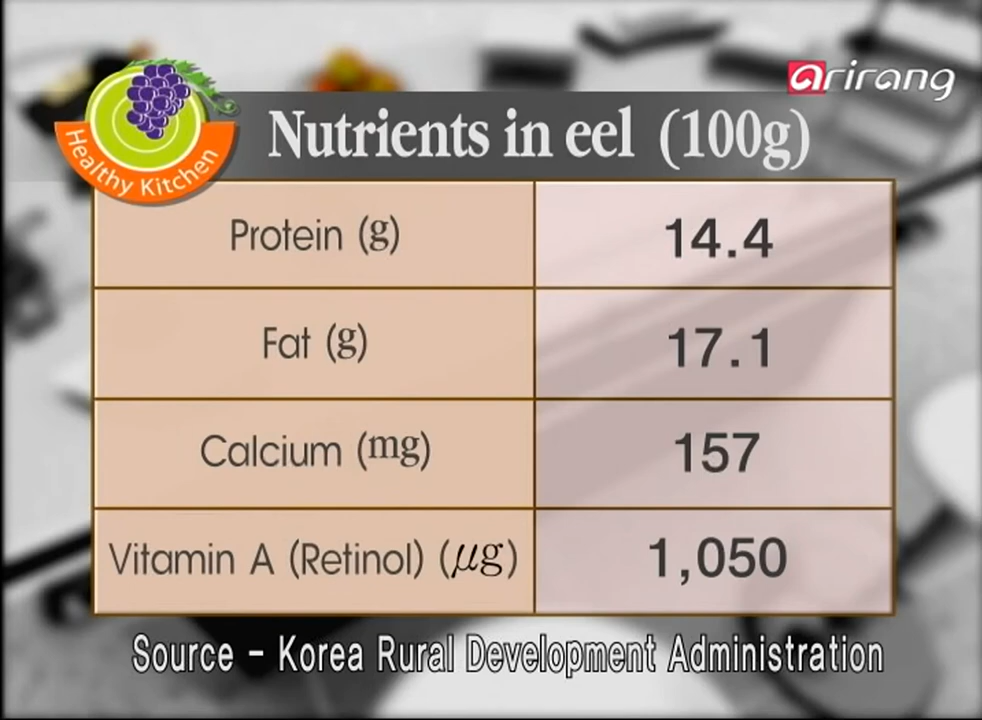 arirang
Healthy Kitchen
Nutrients in eel (100g)
Protein (g) 14.4
Fat (g) 17.1
Calcium (mg) 157
Vitamin A (Retinol) (μg) 1,050
Source - Korea Rural Development Administration